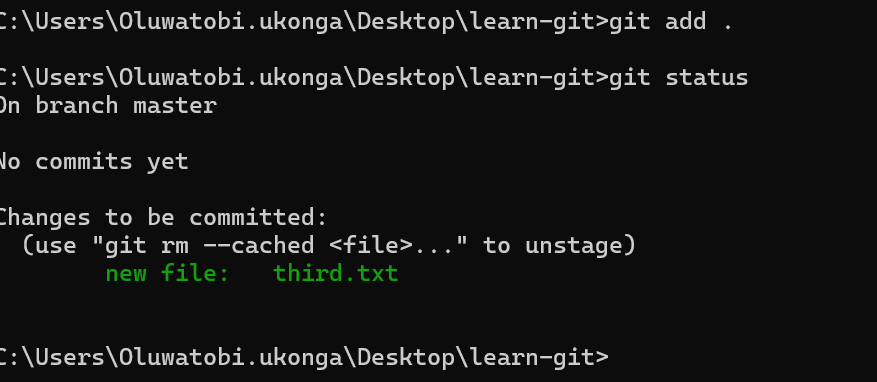 C:\Users\Oluwatobi.ukonga\Desktop\learn-git>git add .
C:\Users\Oluwatobi.ukonga\Desktop\learn-git>git status
On branch master
No commits yet
Changes to be committed:
  (use "git rm --cached <file>..." to unstage)
        new file:   third.txt
C:\Users\Oluwatobi.ukonga\Desktop\learn-git>